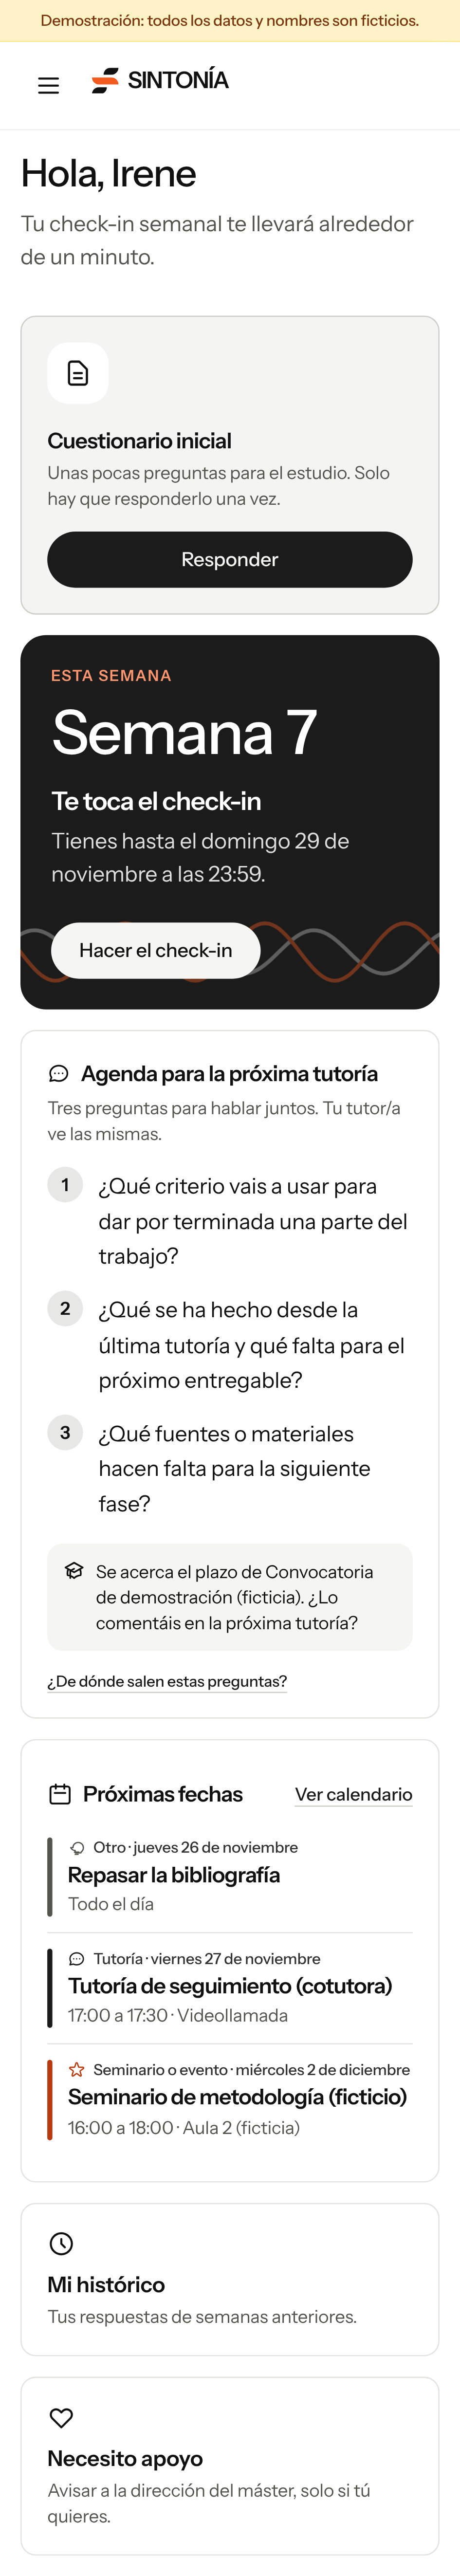 Demostración: todos los datos y nombres son ficticios.
SINTONÍA
Hola, Irene
Tu check-in semanal te llevará alrededor
de un minuto.
Cuestionario inicial
Unas pocas preguntas para el estudio. Solo
hay que responderlo una vez.
Responder
ESTA SEMANA
Semana 7
Te toca el check-in
Tienes hasta el domingo 29 de
noviembre a las 23:59.
Hacer el check-in
Agenda para la próxima tutoría
Tres preguntas para hablar juntos. Tu tutor/a
ve las mismas.
1 ¿Qué criterio vais a usar para
dar por terminada una parte del
trabajo?
2 ¿Qué se ha hecho desde la
última tutoría y qué falta para el
próximo entregable?
3 ¿Qué fuentes o materiales
hacen falta para la siguiente
fase?
Se acerca el plazo de Convocatoria
de demostración (ficticia). ¿Lo
comentáis en la próxima tutoría?
¿De dónde salen estas preguntas?
Próximas fechas Ver calendario
Otro · jueves 26 de noviembre
Repasar la bibliografía
Todo el día
Tutoría · viernes 27 de noviembre
Tutoría de seguimiento (cotutora)
17:00 a 17:30 · Videollamada
Seminario o evento · miércoles 2 de diciembre
Seminario de metodología (ficticio)
16:00 a 18:00 · Aula 2 (ficticia)
Mi histórico
Tus respuestas de semanas anteriores.
Necesito apoyo
Avisar a la dirección del máster, solo si tú
quieres.